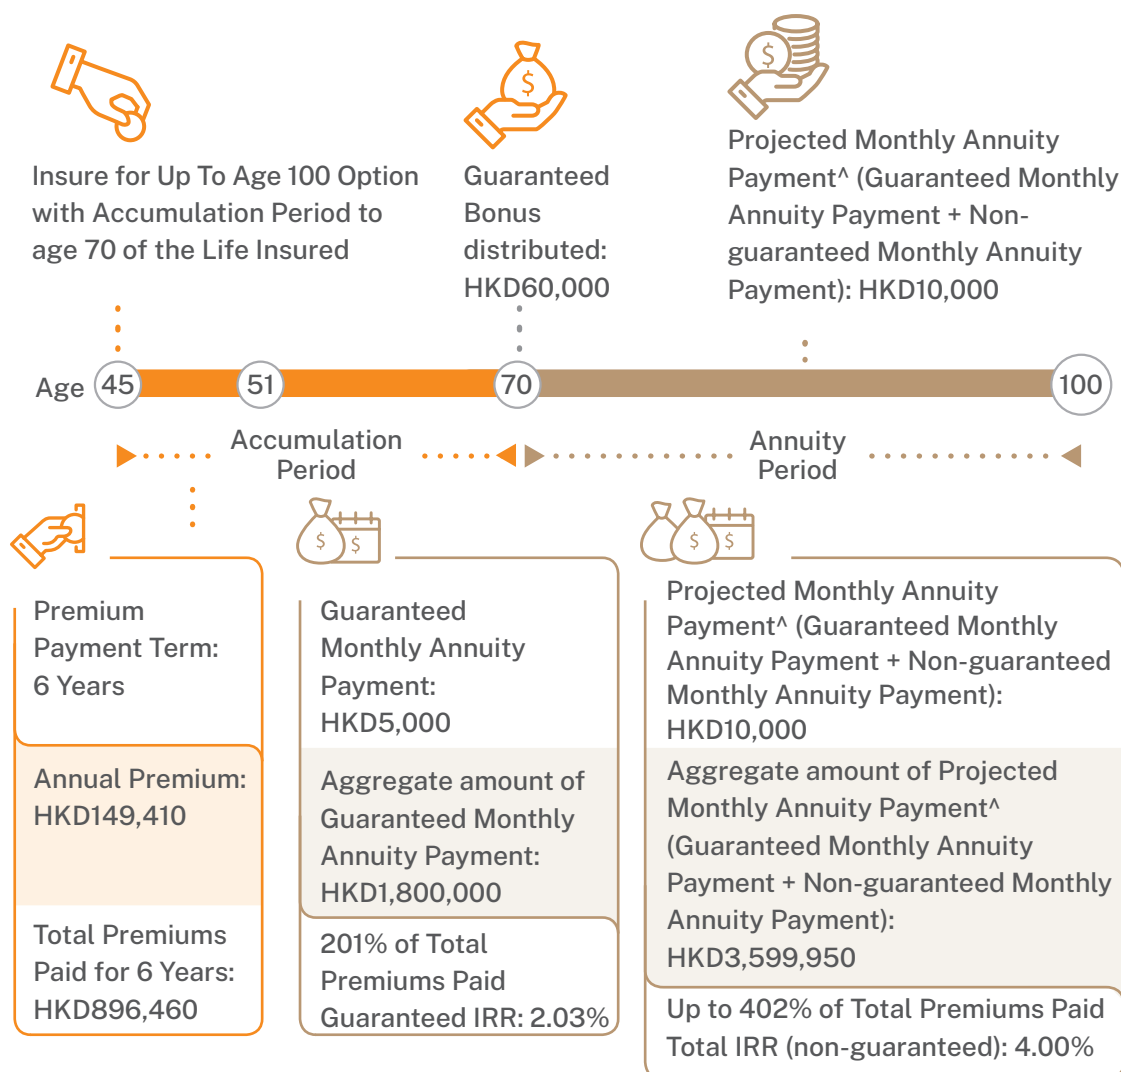 Insure for Up To Age 100 Option
with Accumulation Period to
age 70 of the Life Insured
$
Guaranteed
Bonus
distributed:
HKD60,000
$
Projected Monthly Annuity
Payment^ (Guaranteed Monthly
Annuity Payment + Non-
guaranteed Monthly Annuity
Payment): HKD10,000
Age 45 51 70 100
Accumulation
Period
Annuity
Period
Premium
Payment Term:
6 Years
Annual Premium:
HKD149,410
Total Premiums
Paid for 6 Years:
HKD896,460
$ $
Guaranteed
Monthly Annuity
Payment:
HKD5,000
Aggregate amount of
Guaranteed Monthly
Annuity Payment:
HKD1,800,000
201% of Total
Premiums Paid
Guaranteed IRR: 2.03%
$ $
Projected Monthly Annuity
Payment^ (Guaranteed Monthly
Annuity Payment + Non-guaranteed
Monthly Annuity Payment):
HKD10,000
Aggregate amount of Projected
Monthly Annuity Payment^
(Guaranteed Monthly Annuity
Payment + Non-guaranteed Monthly
Annuity Payment):
HKD3,599,950
Up to 402% of Total Premiums Paid
Total IRR (non-guaranteed): 4.00%